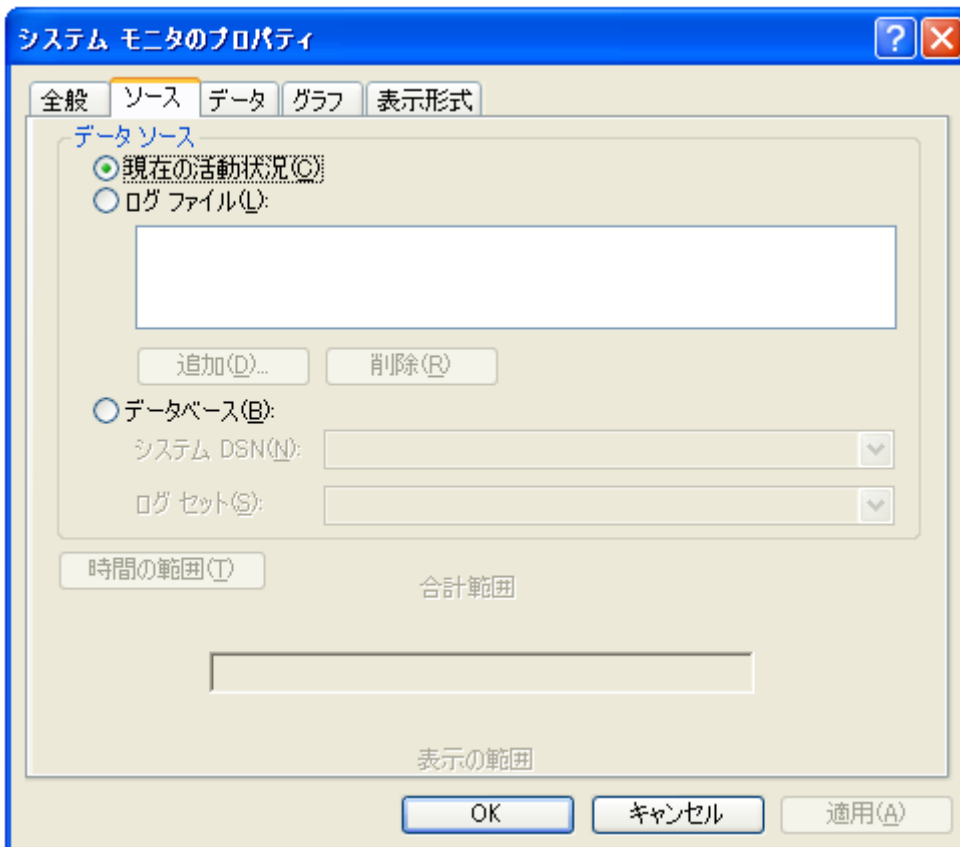 システム モニタのプロパティ
全般 ソース データ グラフ 表示形式
データ ソース
現在の活動状況(C)
ログ ファイル(L):
追加(D)... 削除(R)
データベース(B):
システム DSN(N):
ログ セット(S):
時間の範囲(T)
合計範囲
表示の範囲
OK キャンセル 適用(A)